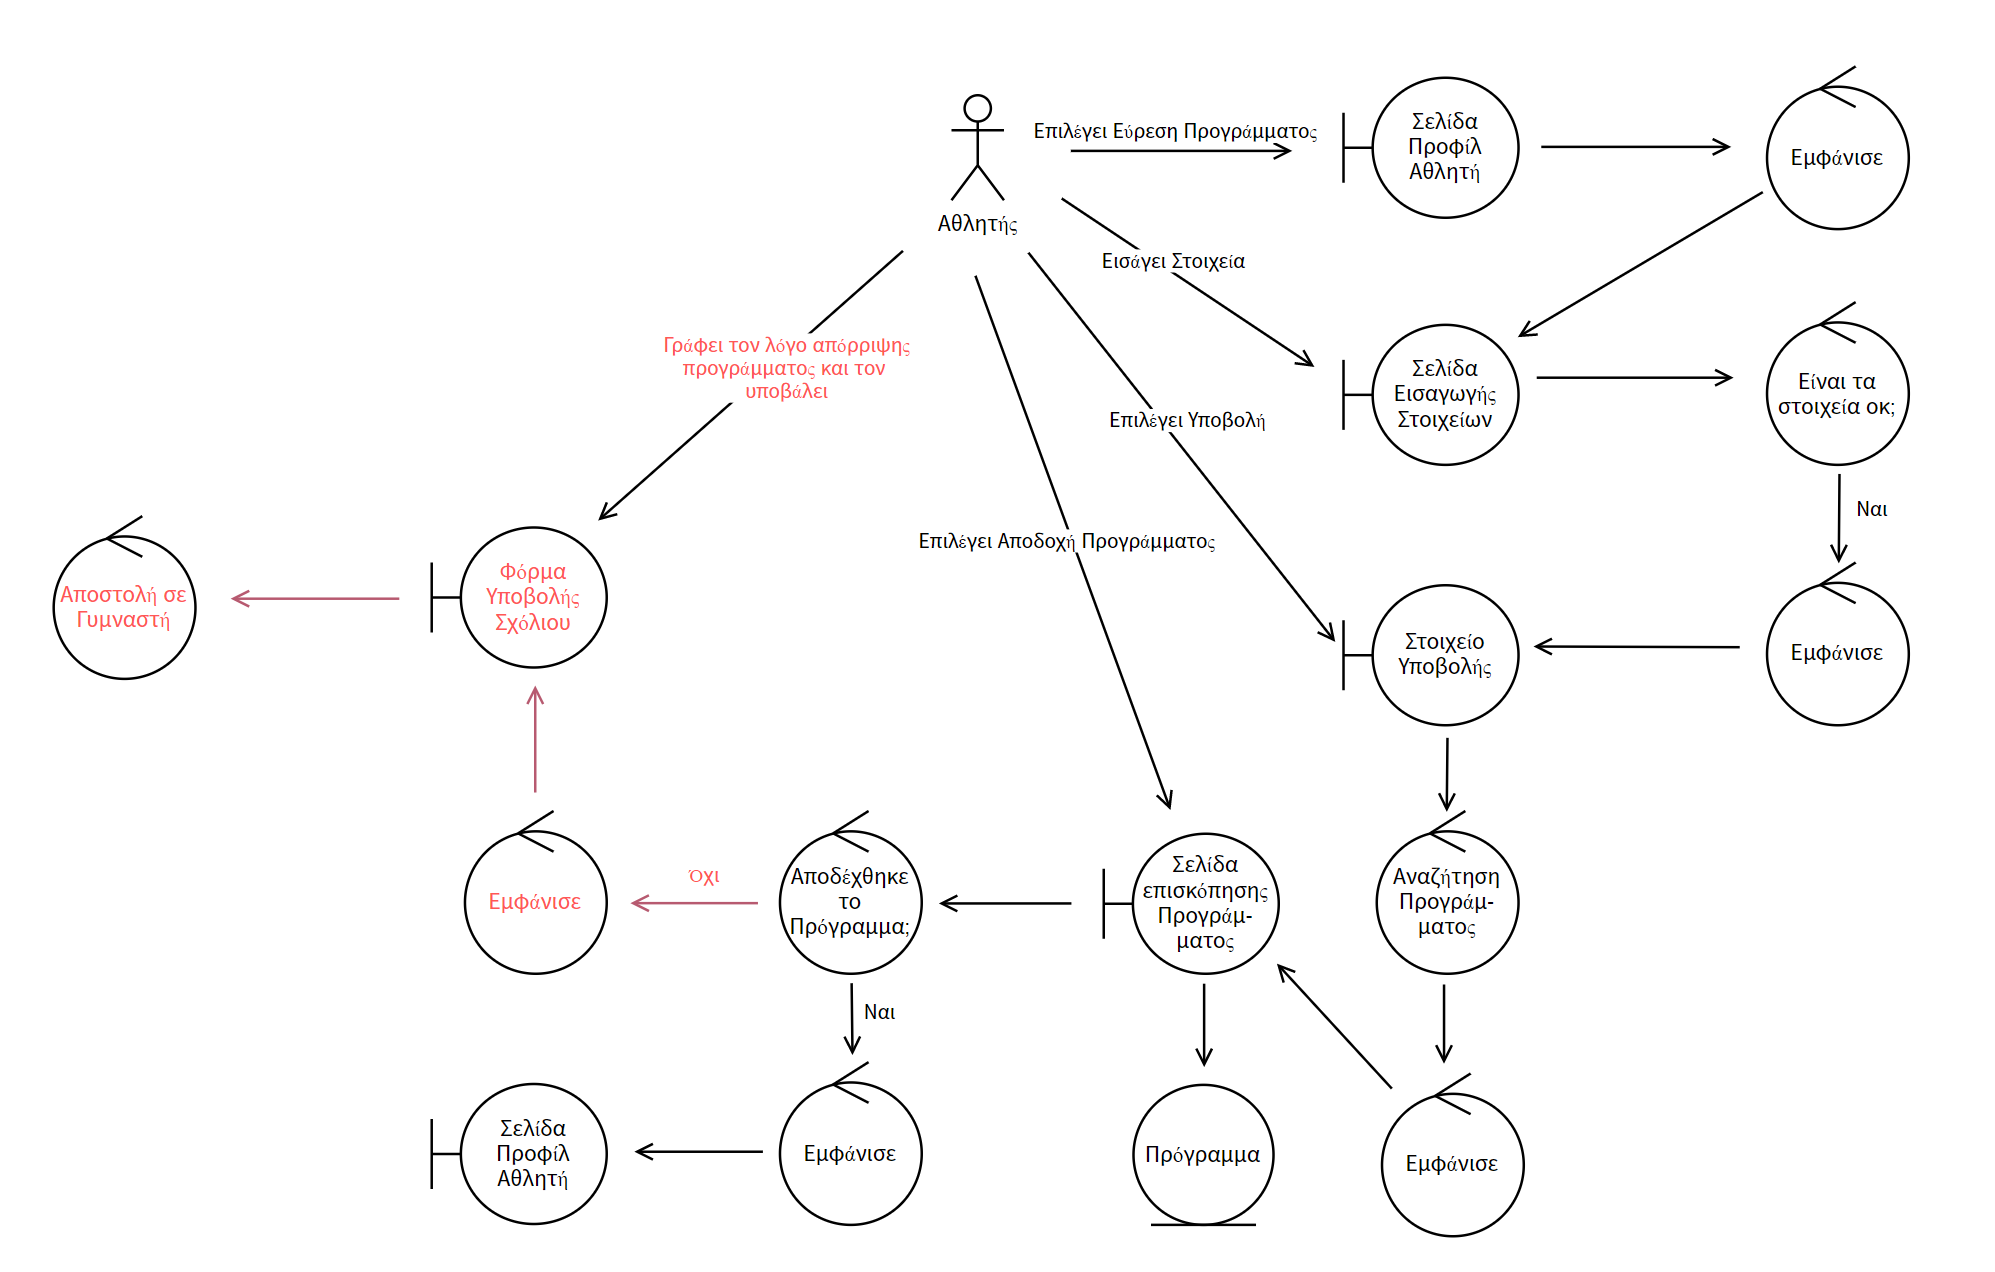 Επιλέγει Εύρεση Προγράμματος
Σελίδα
Προφίλ
Αθλητή
Εμφάνισε
Αθλητής
Εισάγει Στοιχεία
Γράφει τον λόγο απόρριψης
προγράμματος και τον
υποβάλει
Σελίδα
Εισαγωγής
Στοιχείων
Είναι τα
στοιχεία οκ;
Επιλέγει Υποβολή
Ναι
Επιλέγει Αποδοχή Προγράμματος
Αποστολή σε
Γυμναστή
Φόρμα
Υποβολής
Σχόλιου
Στοιχείο
Υποβολής
Εμφάνισε
Εμφάνισε
Όχι
Αποδέχθηκε
το
Πρόγραμμα;
Σελίδα
επισκόπησης
Προγράμ-
ματος
Αναζήτηση
Προγράμ-
ματος
Ναι
Σελίδα
Προφίλ
Αθλητή
Εμφάνισε
Πρόγραμμα
Εμφάνισε